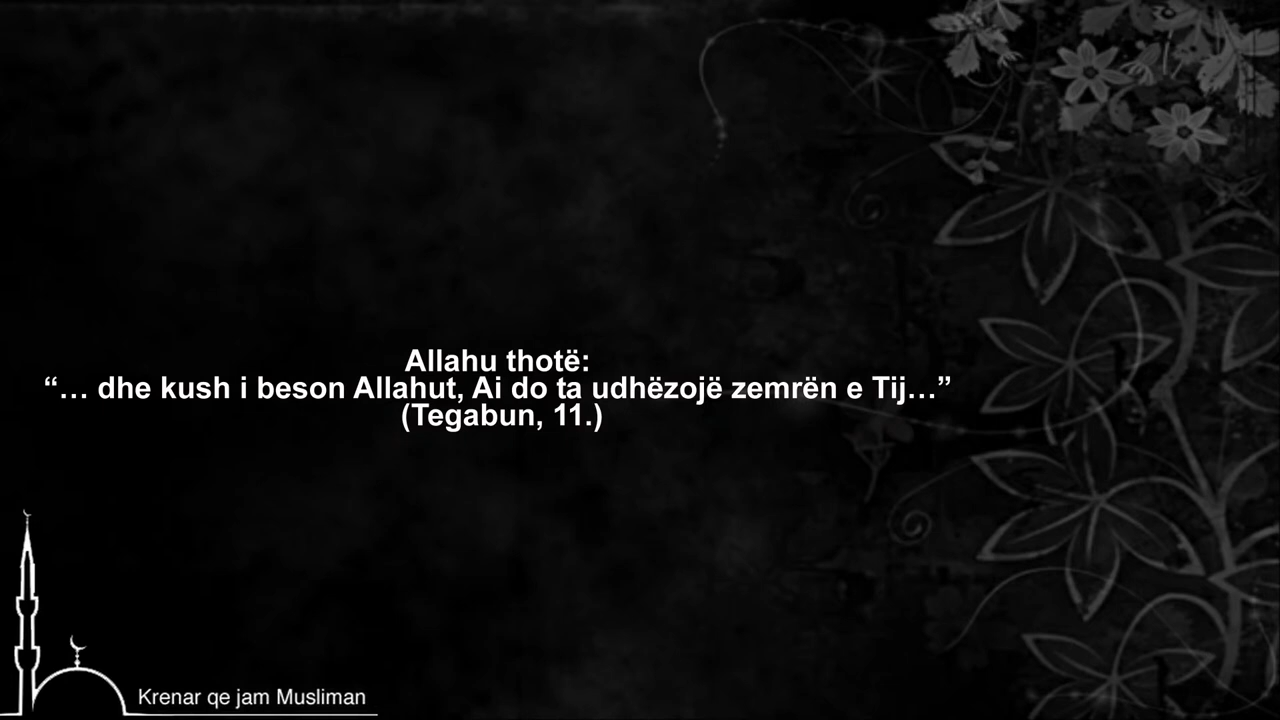 Allahu thotë:
“… dhe kush i beson Allahut, Ai do ta udhëzojë zemrën e Tij…”
(Tegabun, 11.)
Krenar qe jam Musliman